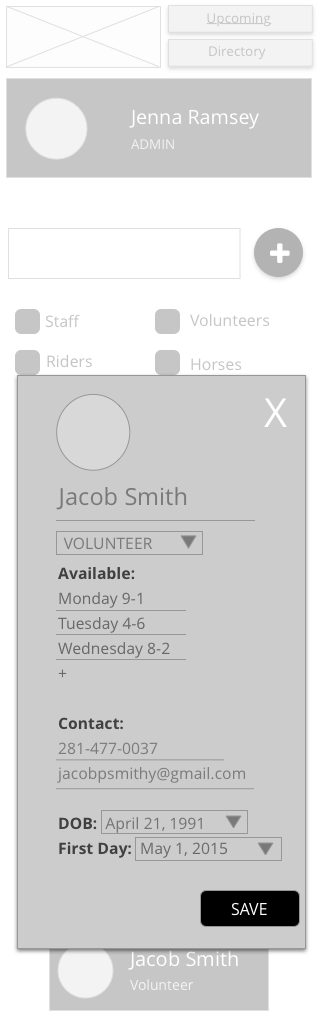 Upcoming
Directory
Jenna Ramsey
ADMIN
Staff
Volunteers
Riders
Horses
X
Jacob Smith
VOLUNTEER
Available:
Monday 9-1
Tuesday 4-6
Wednesday 8-2
+
Contact:
281-477-0037
jacobpsmithy@gmail.com
DOB: April 21, 1991
First Day: May 1, 2015
SAVE
Jacob Smith
Volunteer